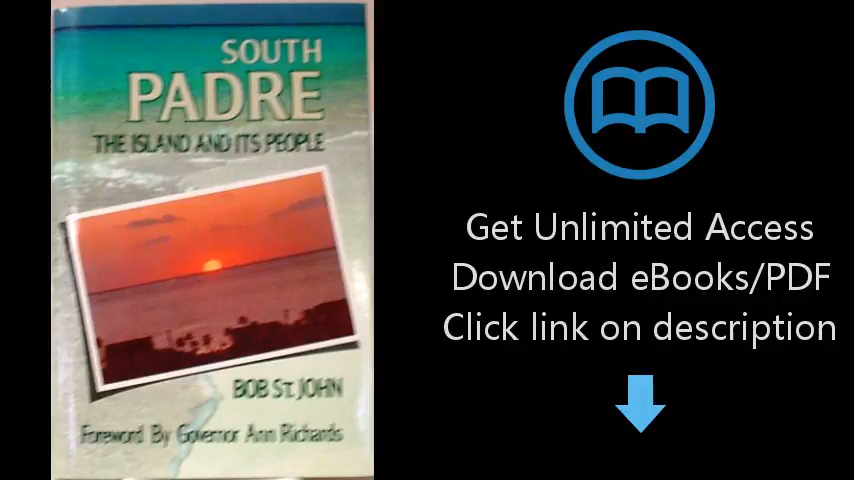 SOUTH
PADRE
THE ISLAND AND ITS PEOPLE
BOB ST. JOHN
Foreword By Governor Ann Richards
Get Unlimited Access
Download eBooks/PDF
Click link on description